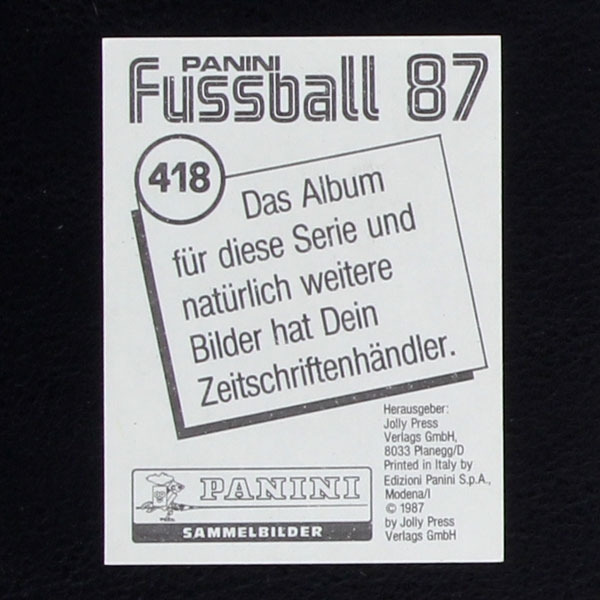 PANINI
Fussball 87
418
Das Album
für diese Serie und
natürlich weitere
Bilder hat Dein
Zeitschriftenhändler.
Herausgeber:
Jolly Press
Verlags GmbH,
8033 Planegg/D
Printed in Italy by
Edizioni Panini S.p.A.,
Modena/I
© 1987
by Jolly Press
Verlags GmbH
PANINI
SAMMELBILDER